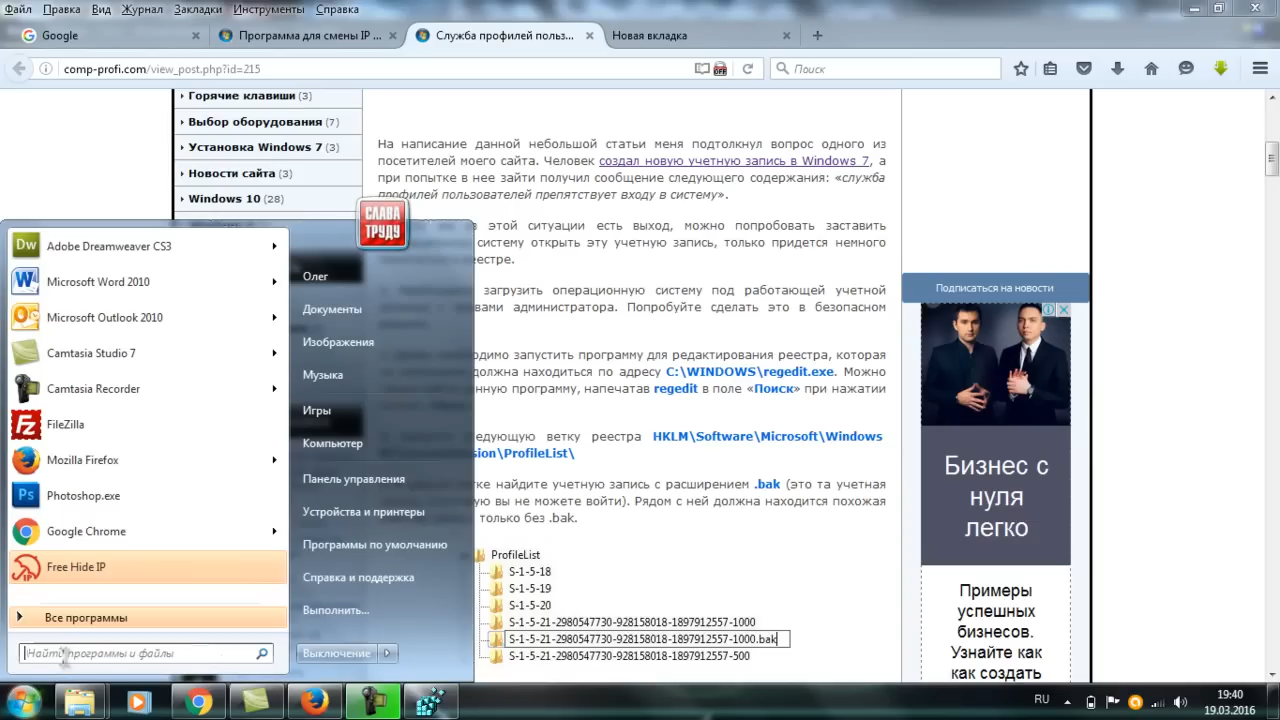 Файл Правка Вид Журнал Закладки Инструменты Справка
Google
Программа для смены IP ...
Служба профилей польз...
Новая вкладка
comp-profi.com/view_post.php?id=215
OFF
Поиск
Горячие клавиши (3)
Выбор оборудования (7)
Установка Windows 7 (3)
Новости сайта (3)
Windows 10 (28)
На написание данной небольшой статьи меня подтолкнул вопрос одного из
посетителей моего сайта. Человек создал новую учетную запись в Windows 7, а
при попытке в нее зайти получил сообщение следующего содержания: «служба
профилей пользователей препятствует входу в систему».
этой ситуации есть выход, можно попробовать заставить
систему открыть эту учетную запись, только придется немного
реестре.
загрузить операционную систему под работающей учетной
администратора. Попробуйте сделать это в безопасном
запустить программу для редактирования реестра, которая
должна находиться по адресу C:\WINDOWS\regedit.exe. Можно
программу, напечатав regedit в поле «Поиск» при нажатии
ветку реестра HKLM\Software\Microsoft\Windows
\ProfileList\
найдите учетную запись с расширением .bak (это та учетная
вы не можете войти). Рядом с ней должна находится похожая
только без .bak.
ProfileList
S-1-5-18
S-1-5-19
S-1-5-20
S-1-5-21-2980547730-928158018-1897912557-1000
S-1-5-21-2980547730-928158018-1897912557-1000.bak
S-1-5-21-2980547730-928158018-1897912557-500
Подписаться на новости
Бизнес с
нуля
легко
Примеры
успешных
бизнесов.
Узнайте как
как создать
СЛАВА
ТРУДУ
Dw Adobe Dreamweaver CS3
Microsoft Word 2010
Microsoft Outlook 2010
Camtasia Studio 7
Camtasia Recorder
Fz FileZilla
Mozilla Firefox
Ps Photoshop.exe
Google Chrome
IP Free Hide IP
Все программы
Найти программы и файлы
Олег
Документы
Изображения
Музыка
Игры
Компьютер
Панель управления
Устройства и принтеры
Программы по умолчанию
Справка и поддержка
Выполнить...
Выключение
RU
19:40
19.03.2016